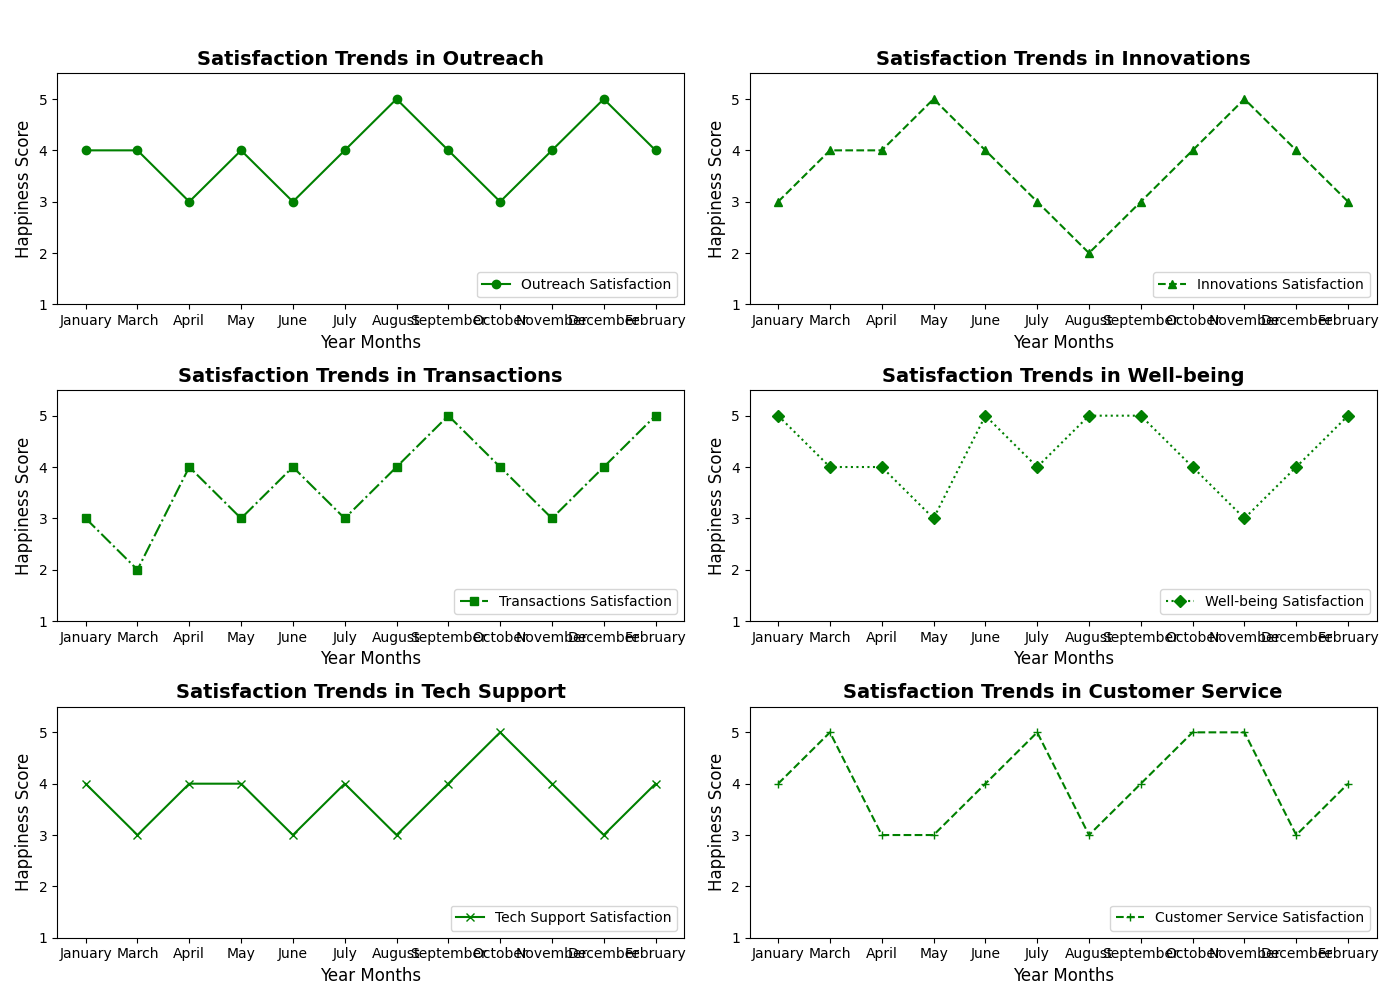 Satisfaction Trends in Outreach
Happiness Score
5
4
3
2
1
Outreach Satisfaction
January March April May June July August September October November December February
Year Months
Satisfaction Trends in Innovations
Happiness Score
5
4
3
2
1
Innovations Satisfaction
January March April May June July August September October November December February
Year Months
Satisfaction Trends in Transactions
Happiness Score
5
4
3
2
1
Transactions Satisfaction
January March April May June July August September October November December February
Year Months
Satisfaction Trends in Well-being
Happiness Score
5
4
3
2
1
Well-being Satisfaction
January March April May June July August September October November December February
Year Months
Satisfaction Trends in Tech Support
Happiness Score
5
4
3
2
1
Tech Support Satisfaction
January March April May June July August September October November December February
Year Months
Satisfaction Trends in Customer Service
Happiness Score
5
4
3
2
1
Customer Service Satisfaction
January March April May June July August September October November December February
Year Months